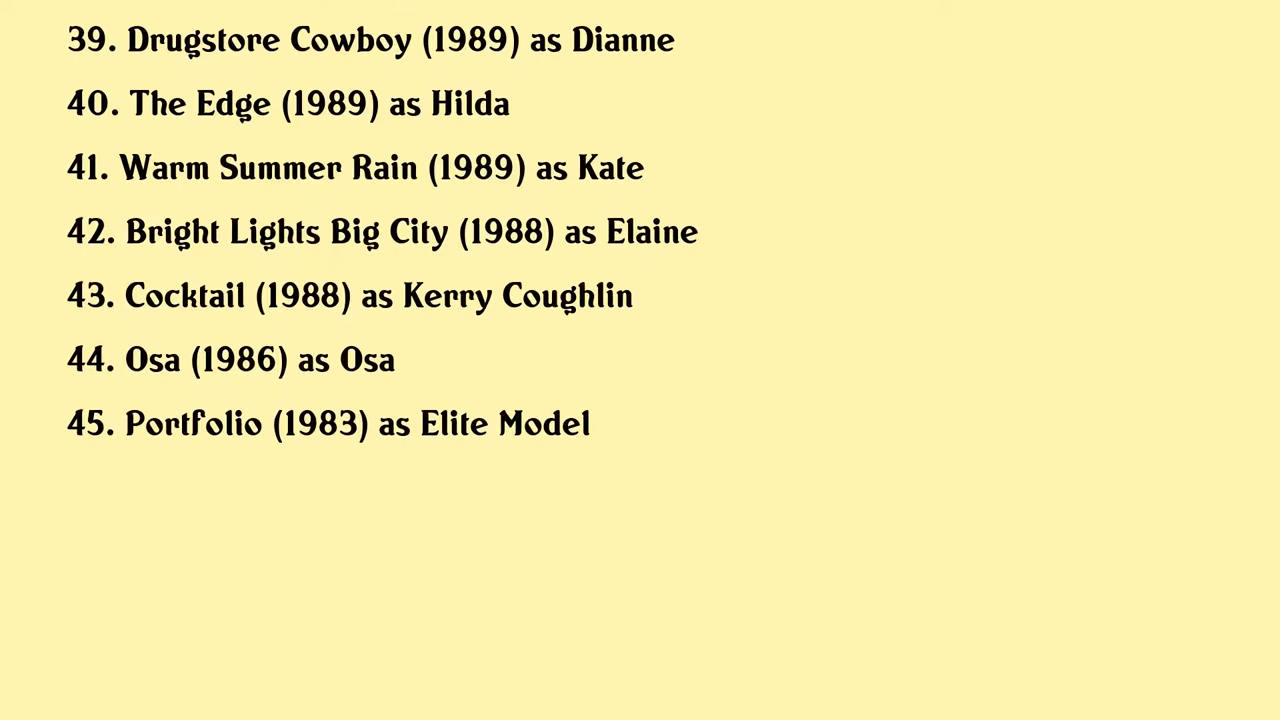 39. Drugstore Cowboy (1989) as Dianne
40. The Edge (1989) as Hilda
41. Warm Summer Rain (1989) as Kate
42. Bright Lights Big City (1988) as Elaine
43. Cocktail (1988) as Kerry Coughlin
44. Osa (1986) as Osa
45. Portfolio (1983) as Elite Model